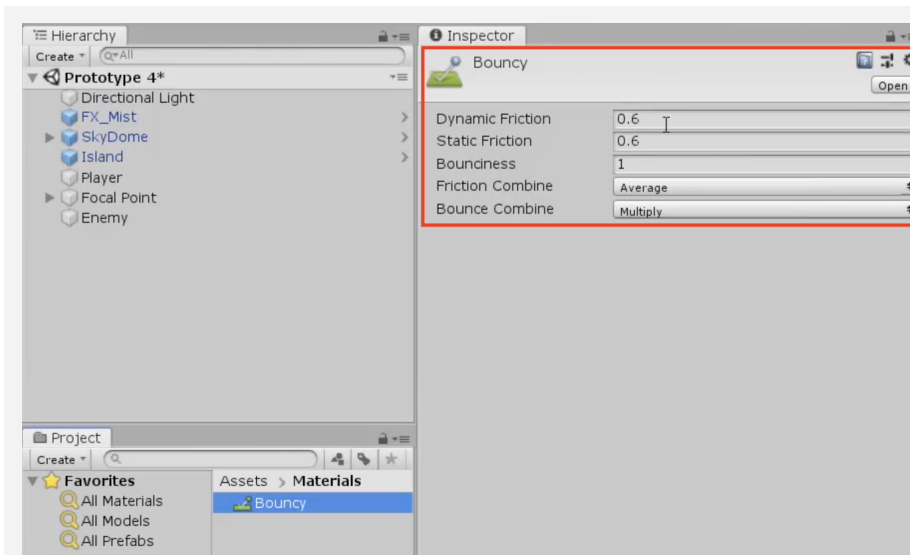 Hierarchy
Create
All
Prototype 4*
Directional Light
FX_Mist
SkyDome
Island
Player
Focal Point
Enemy
Inspector
Bouncy
Open
Dynamic Friction 0.6
Static Friction 0.6
Bounciness 1
Friction Combine Average
Bounce Combine Multiply
Project
Create
Favorites
All Materials
All Models
All Prefabs
Assets > Materials
Bouncy